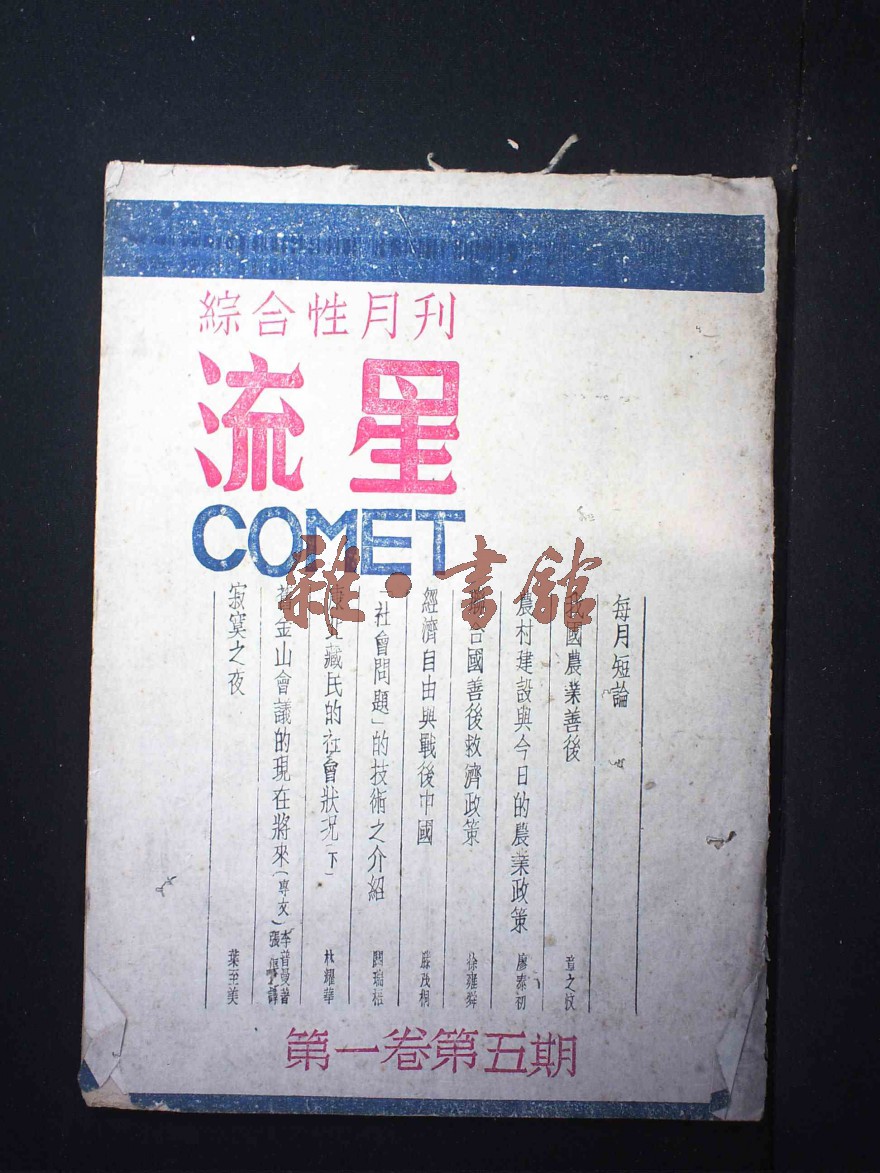 綜合性月刊
流星
COMET
雜·書館
每月短論
我國農業善後 章之汶
農村建設與今日的農業政策 廖泰初
聯合國善後救濟政策 徐雍舜
經濟自由與戰後中國 滕茂桐
「社會問題」的技術之介紹 關瑞梧
康北藏民的社會狀況(下) 林耀華
舊金山會議的現在將來(專文) 李普曼著 張譯
寂寞之夜 葉至美
第一卷第五期